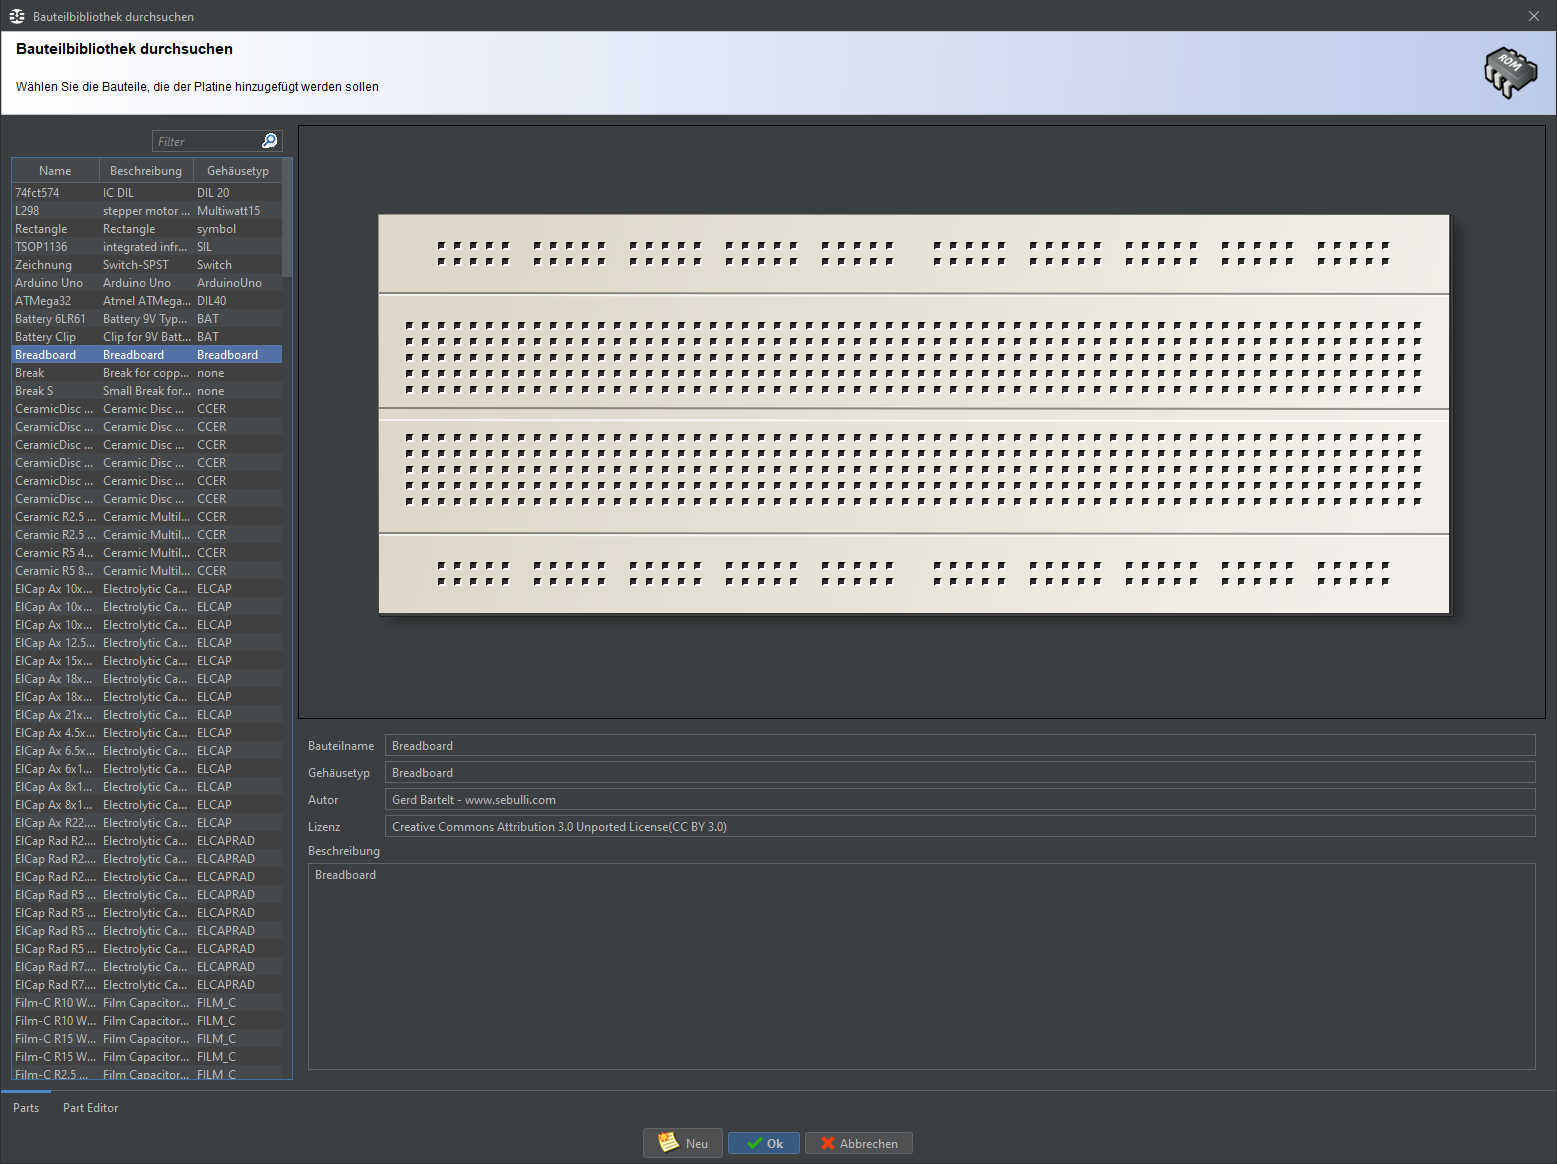 Bauteilbibliothek durchsuchen
Bauteilbibliothek durchsuchen
Wählen Sie die Bauteile, die der Platine hinzugefügt werden sollen
ROM
Filter
Name Beschreibung Gehäusetyp
74fct574 IC DIL DIL 20
L298 stepper motor ... Multiwatt15
Rectangle Rectangle symbol
TSOP1136 integrated infr... SIL
Zeichnung Switch-SPST Switch
Arduino Uno Arduino Uno ArduinoUno
ATMega32 Atmel ATMega... DIL40
Battery 6LR61 Battery 9V Typ... BAT
Battery Clip Clip for 9V Batt... BAT
Breadboard Breadboard Breadboard
Break Break for copp... none
Break S Small Break for... none
CeramicDisc ... Ceramic Disc ... CCER
CeramicDisc ... Ceramic Disc ... CCER
CeramicDisc ... Ceramic Disc ... CCER
CeramicDisc ... Ceramic Disc ... CCER
CeramicDisc ... Ceramic Disc ... CCER
CeramicDisc ... Ceramic Disc ... CCER
Ceramic R2.5 ... Ceramic Multil... CCER
Ceramic R2.5 ... Ceramic Multil... CCER
Ceramic R5 4... Ceramic Multil... CCER
Ceramic R5 8... Ceramic Multil... CCER
ElCap Ax 10x... Electrolytic Ca... ELCAP
ElCap Ax 10x... Electrolytic Ca... ELCAP
ElCap Ax 10x... Electrolytic Ca... ELCAP
ElCap Ax 12.5... Electrolytic Ca... ELCAP
ElCap Ax 15x... Electrolytic Ca... ELCAP
ElCap Ax 18x... Electrolytic Ca... ELCAP
ElCap Ax 18x... Electrolytic Ca... ELCAP
ElCap Ax 21x... Electrolytic Ca... ELCAP
ElCap Ax 4.5x... Electrolytic Ca... ELCAP
ElCap Ax 6.5x... Electrolytic Ca... ELCAP
ElCap Ax 6x1... Electrolytic Ca... ELCAP
ElCap Ax 8x1... Electrolytic Ca... ELCAP
ElCap Ax 8x1... Electrolytic Ca... ELCAP
ElCap Ax R22.... Electrolytic Ca... ELCAP
ElCap Rad R2.... Electrolytic Ca... ELCAPRAD
ElCap Rad R2.... Electrolytic Ca... ELCAPRAD
ElCap Rad R2.... Electrolytic Ca... ELCAPRAD
ElCap Rad R5 ... Electrolytic Ca... ELCAPRAD
ElCap Rad R5 ... Electrolytic Ca... ELCAPRAD
ElCap Rad R5 ... Electrolytic Ca... ELCAPRAD
ElCap Rad R5 ... Electrolytic Ca... ELCAPRAD
ElCap Rad R7.... Electrolytic Ca... ELCAPRAD
ElCap Rad R7.... Electrolytic Ca... ELCAPRAD
Film-C R10 W... Film Capacitor... FILM_C
Film-C R10 W... Film Capacitor... FILM_C
Film-C R15 W... Film Capacitor... FILM_C
Film-C R15 W... Film Capacitor... FILM_C
Film-C R2.5 ... Film Capacitor... FILM_C
Bauteilname Breadboard
Gehäusetyp Breadboard
Autor Gerd Bartelt - www.sebulli.com
Lizenz Creative Commons Attribution 3.0 Unported License(CC BY 3.0)
Beschreibung
Breadboard
Parts Part Editor
Neu Ok Abbrechen